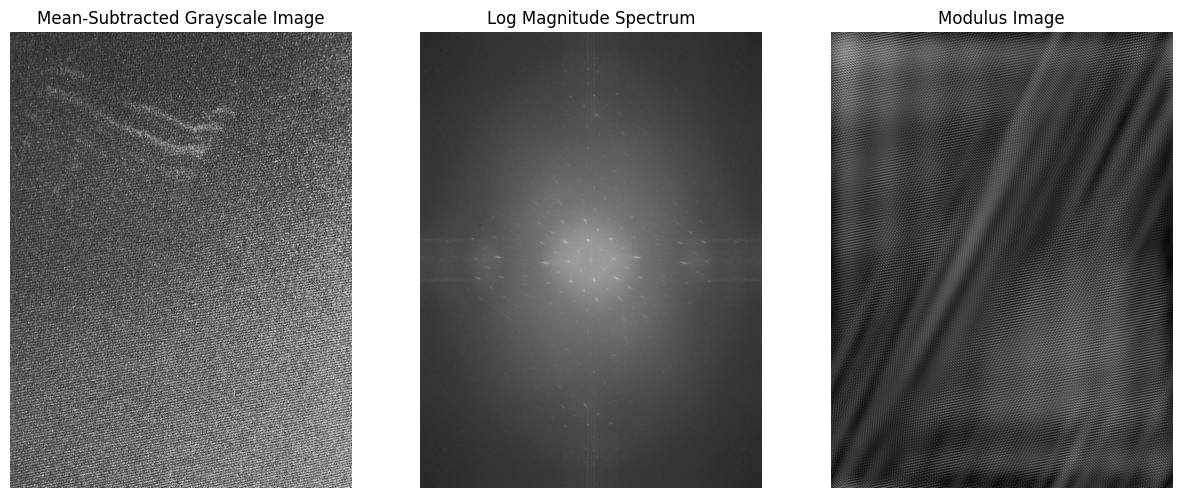 Mean-Subtracted Grayscale Image
Log Magnitude Spectrum
Modulus Image